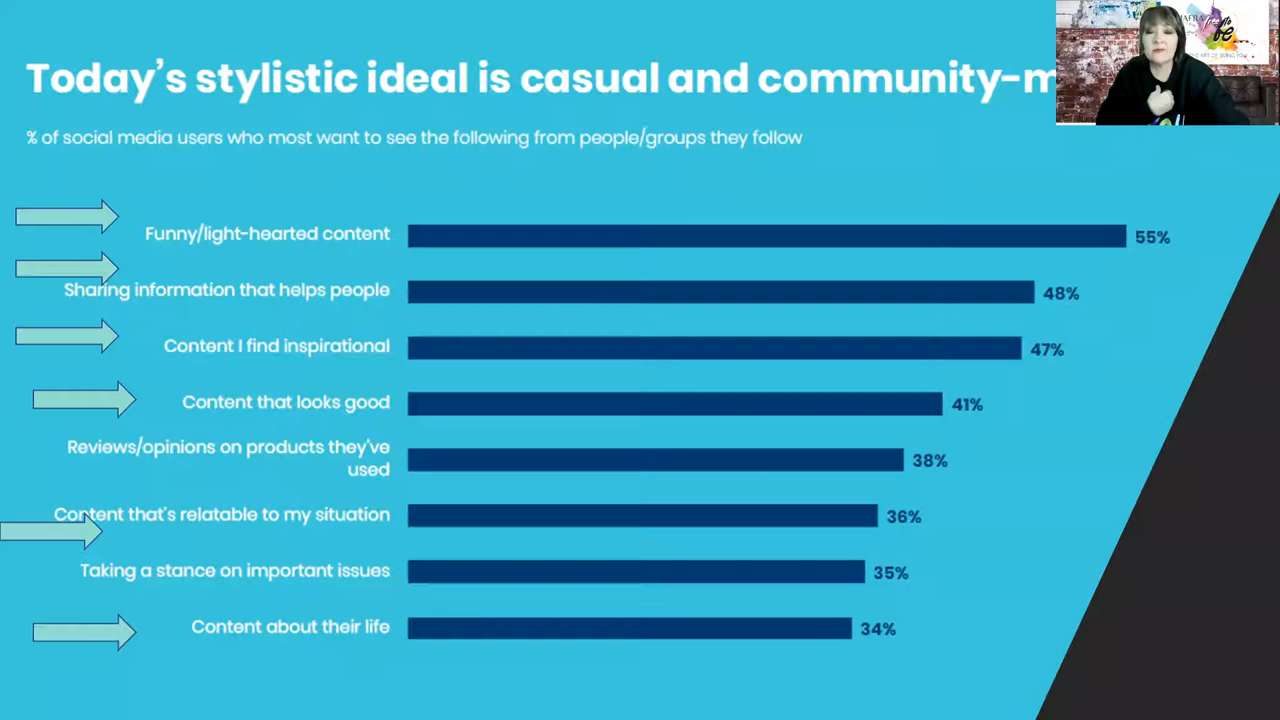 Today's stylistic ideal is casual and community-m
% of social media users who most want to see the following from people/groups they follow
Funny/light-hearted content 55%
Sharing information that helps people 48%
Content I find inspirational 47%
Content that looks good 41%
Reviews/opinions on products they've
used 38%
Content that's relatable to my situation 36%
Taking a stance on important issues 35%
Content about their life 34%